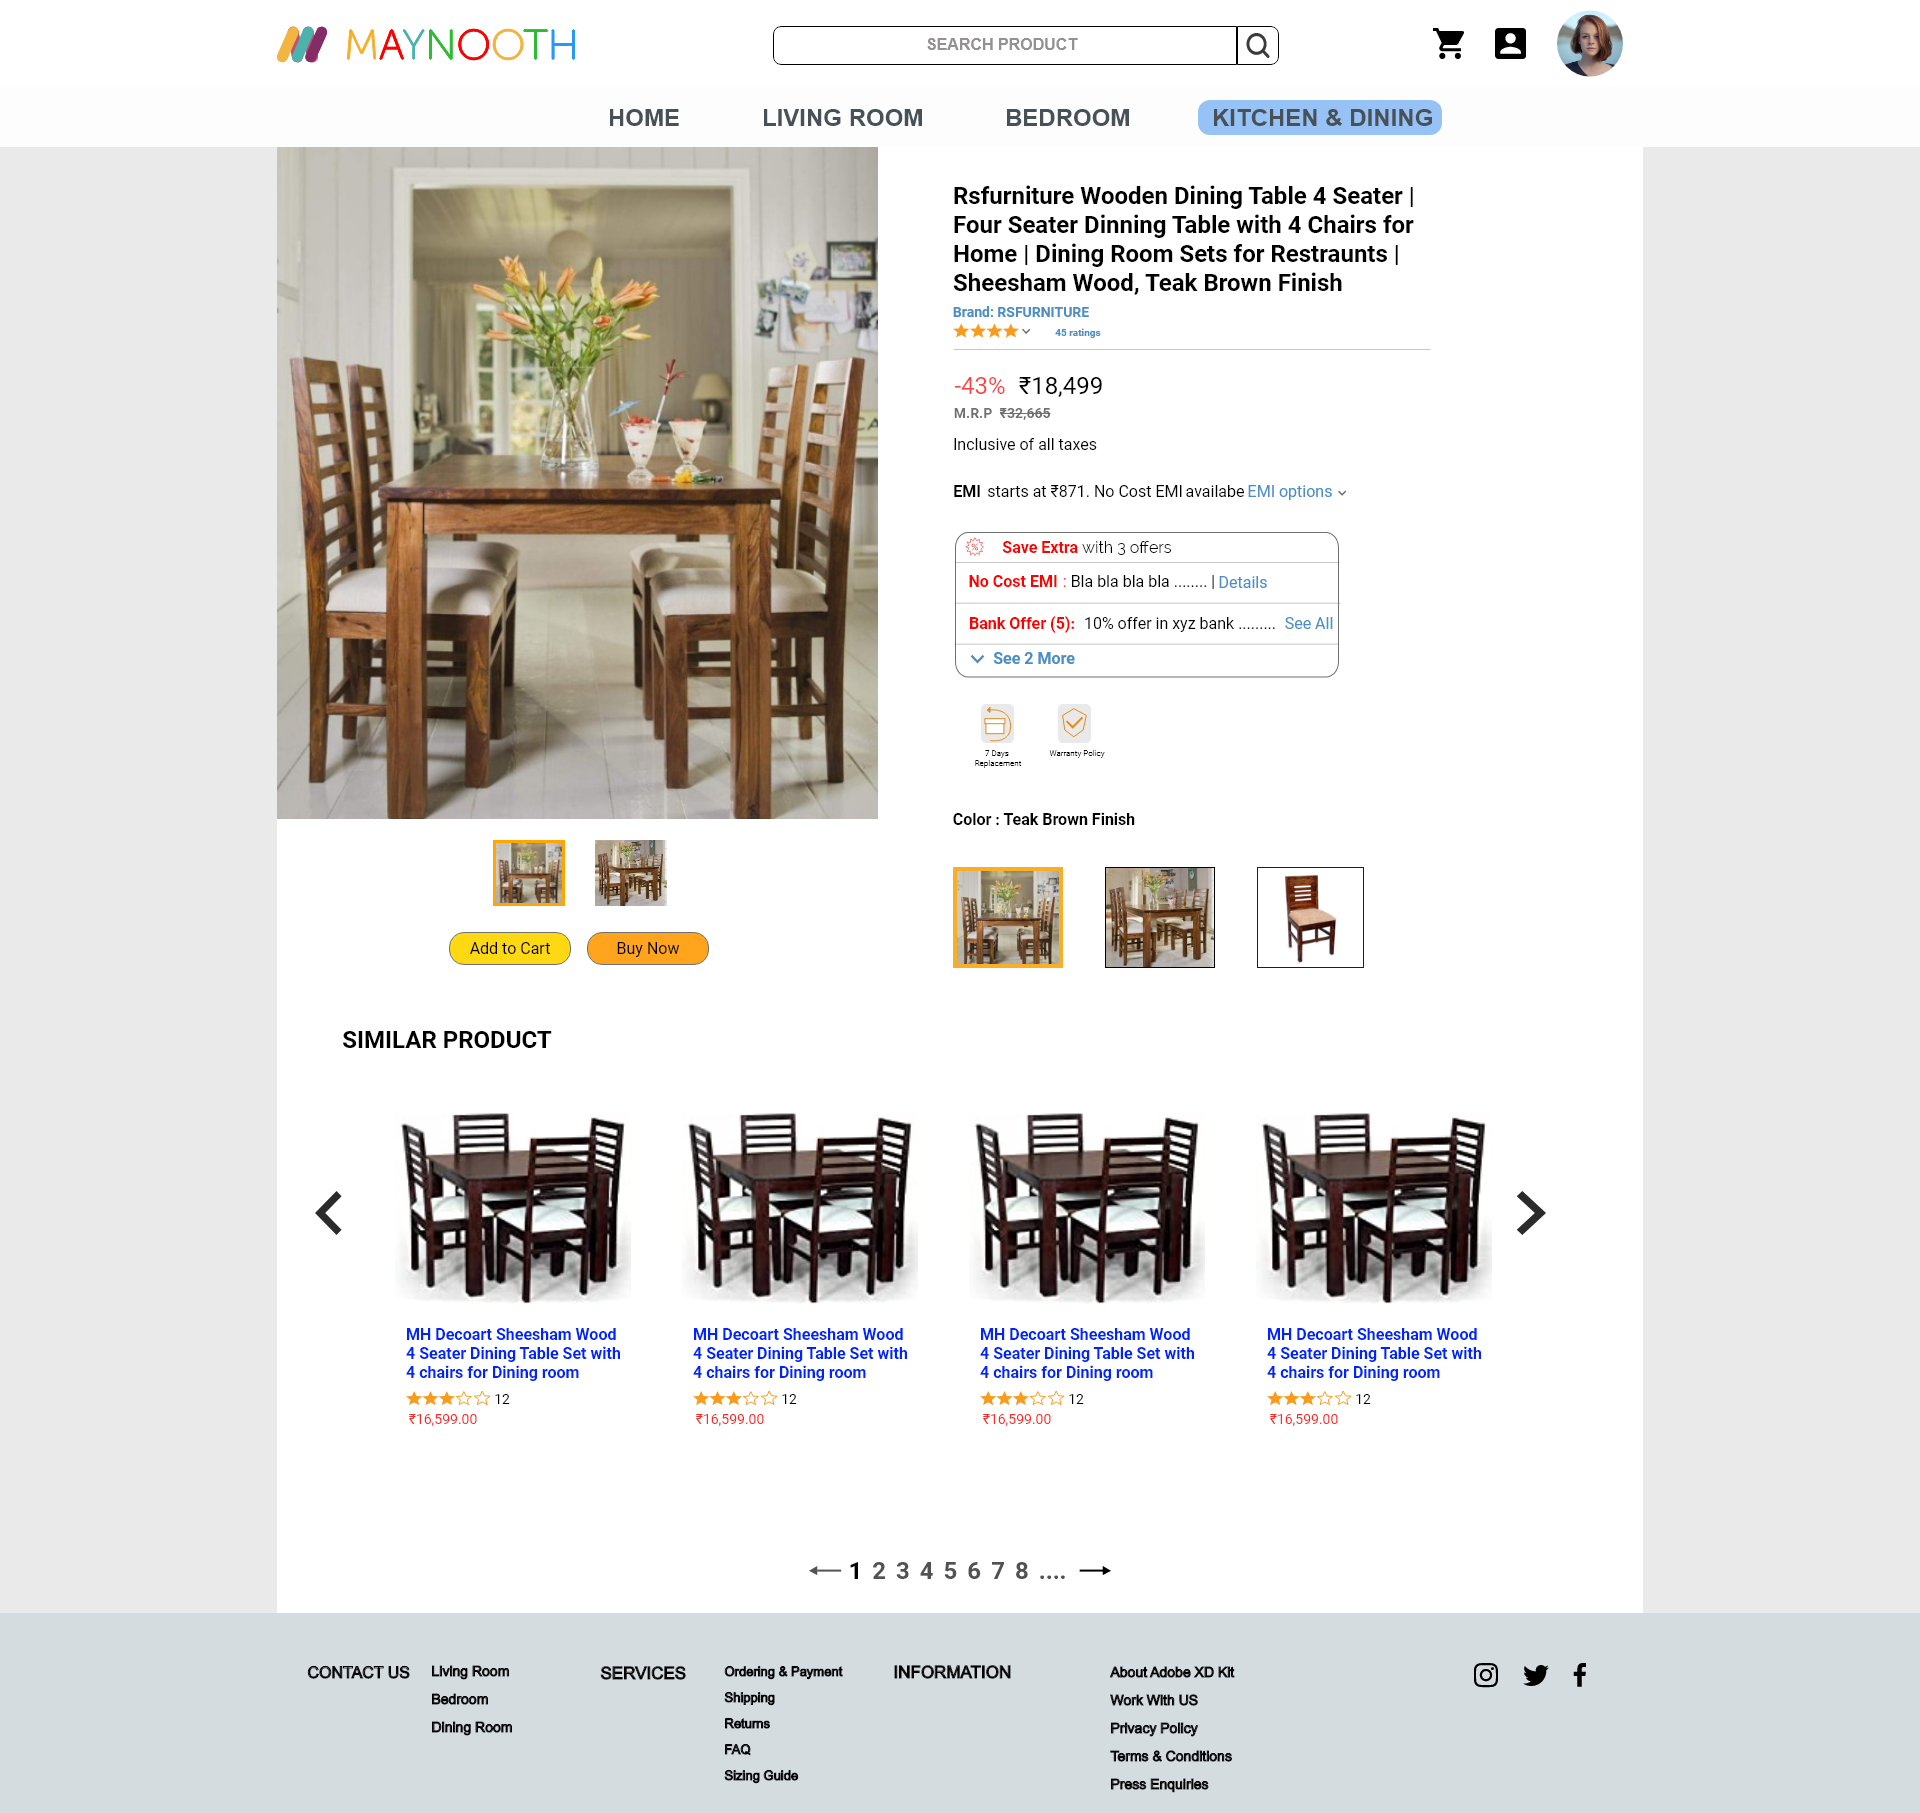 MAYNOOTH
SEARCH PRODUCT
HOME
LIVING ROOM
BEDROOM
KITCHEN & DINING
Rsfurniture Wooden Dining Table 4 Seater |
Four Seater Dinning Table with 4 Chairs for
Home | Dining Room Sets for Restraunts |
Sheesham Wood, Teak Brown Finish
Brand: RSFURNITURE
45 ratings
-43% ₹18,499
M.R.P ₹32,665
Inclusive of all taxes
EMI starts at ₹871. No Cost EMI availabe EMI options
Save Extra with 3 offers
No Cost EMI : Bla bla bla bla ........ | Details
Bank Offer (5): 10% offer in xyz bank ......... See All
See 2 More
7 Days
Replacement
Warranty Policy
Color : Teak Brown Finish
Add to Cart
Buy Now
SIMILAR PRODUCT
MH Decoart Sheesham Wood
4 Seater Dining Table Set with
4 chairs for Dining room
12
₹16,599.00
MH Decoart Sheesham Wood
4 Seater Dining Table Set with
4 chairs for Dining room
12
₹16,599.00
MH Decoart Sheesham Wood
4 Seater Dining Table Set with
4 chairs for Dining room
12
₹16,599.00
MH Decoart Sheesham Wood
4 Seater Dining Table Set with
4 chairs for Dining room
12
₹16,599.00
1 2 3 4 5 6 7 8 ....
CONTACT US
Living Room
Bedroom
Dining Room
SERVICES
Ordering & Payment
Shipping
Returns
FAQ
Sizing Guide
INFORMATION
About Adobe XD Kit
Work With US
Privacy Policy
Terms & Conditions
Press Enquiries